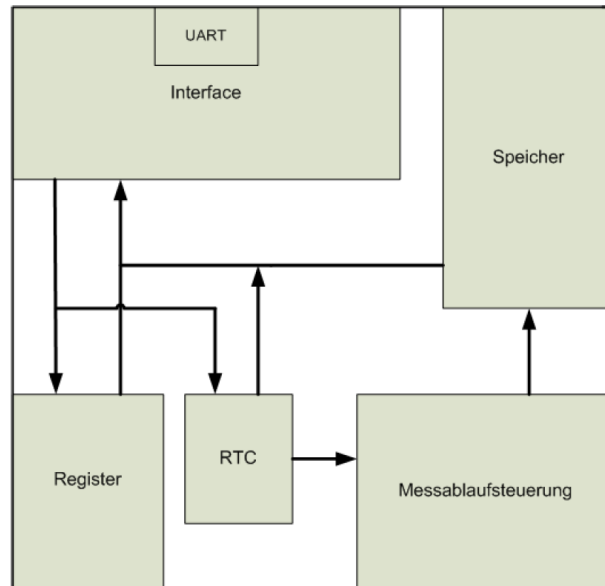 UART
Interface
Speicher
Register
RTC
Messablaufsteuerung